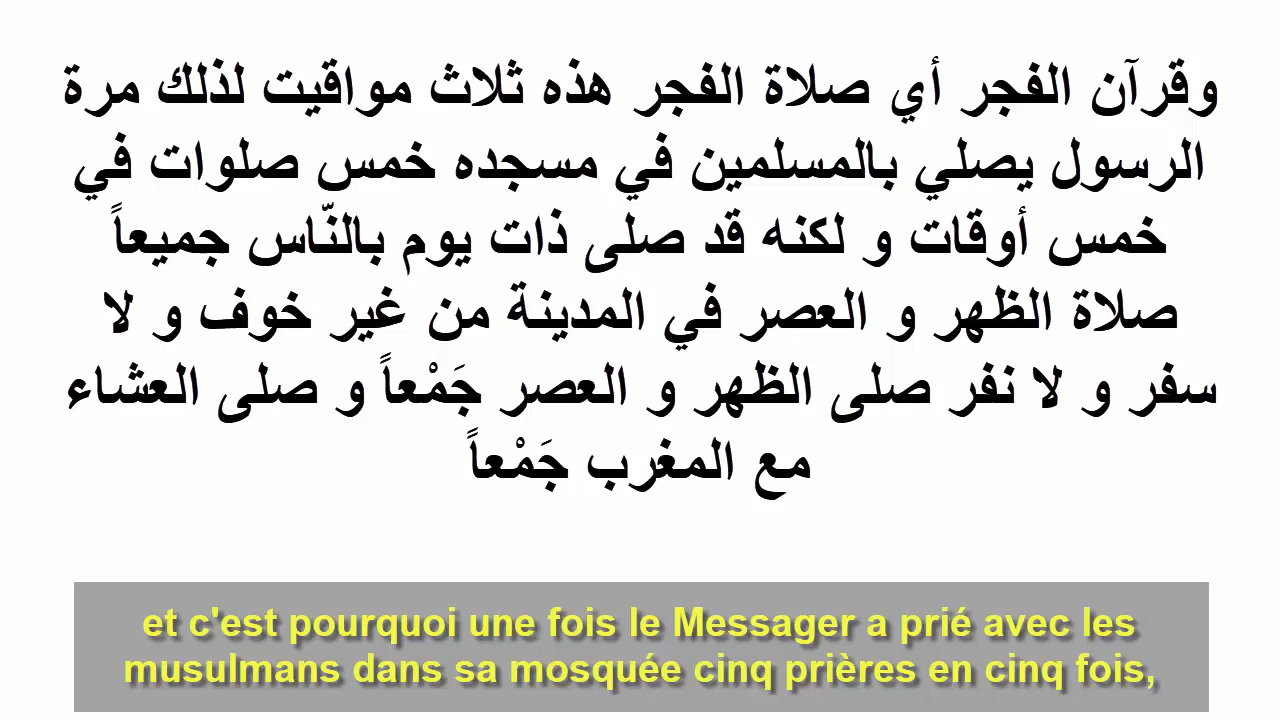 وقرآن الفجر أي صلاة الفجر هذه ثلاث مواقيت لذلك مرة
الرسول يصلي بالمسلمين في مسجده خمس صلوات في
خمس أوقات و لكنه قد صلى ذات يوم بالنّاس جميعاً
صلاة الظهر و العصر في المدينة من غير خوف و لا
سفر و لا نفر صلى الظهر و العصر جَمْعاً و صلى العشاء
مع المغرب جَمْعاً
et c'est pourquoi une fois le Messager a prié avec les
musulmans dans sa mosquée cinq prières en cinq fois,